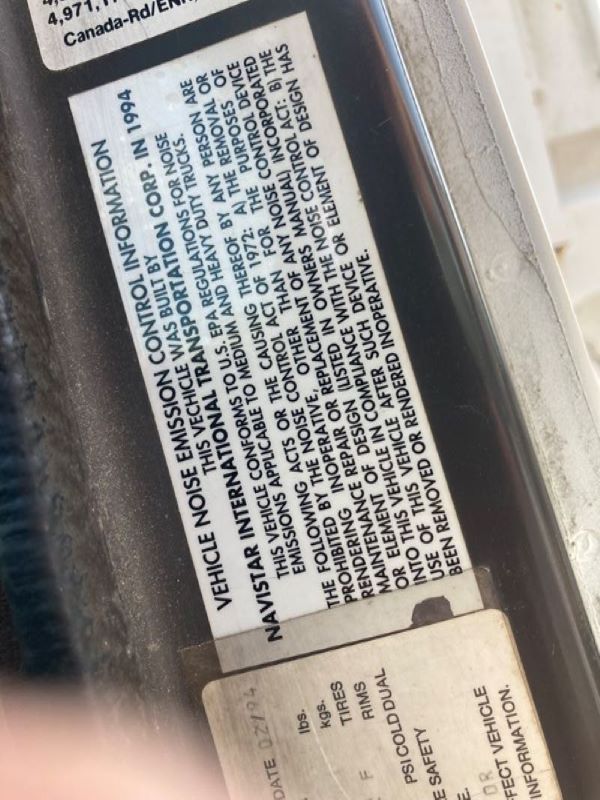 4,971,17
Canada-Rd/ENR
VEHICLE NOISE EMISSION CONTROL INFORMATION
THIS VECHICLE WAS BUILT BY
NAVISTAR INTERNATIONAL TRANSPORTATION CORP. IN 1994
THIS VEHICLE CONFORMS TO U.S. EPA REGULATIONS FOR NOISE
EMISSIONS APPLICABLE TO MEDIUM AND HEAVY DUTY TRUCKS.
THE FOLLOWING ACTS OR THE CAUSING THEREOF BY ANY PERSON ARE
PROHIBITED BY THE NOISE CONTROL ACT OF 1972: A) THE REMOVAL OR
RENDERING INOPERATIVE, OTHER THAN FOR THE PURPOSES OF
MAINTENANCE REPAIR OR REPLACEMENT OF ANY NOISE CONTROL DEVICE
OR ELEMENT OF DESIGN (LISTED IN OWNERS MANUAL) INCORPORATED
INTO THIS VEHICLE IN COMPLIANCE WITH THE NOISE CONTROL ACT: B) THE
USE OF THIS VEHICLE AFTER SUCH DEVICE OR ELEMENT OF DESIGN HAS
BEEN REMOVED OR RENDERED INOPERATIVE.
DATE 02/94
lbs.
kgs.
TIRES
F RIMS
PSI COLD DUAL
E SAFETY
E.
OR
FECT VEHICLE
INFORMATION.